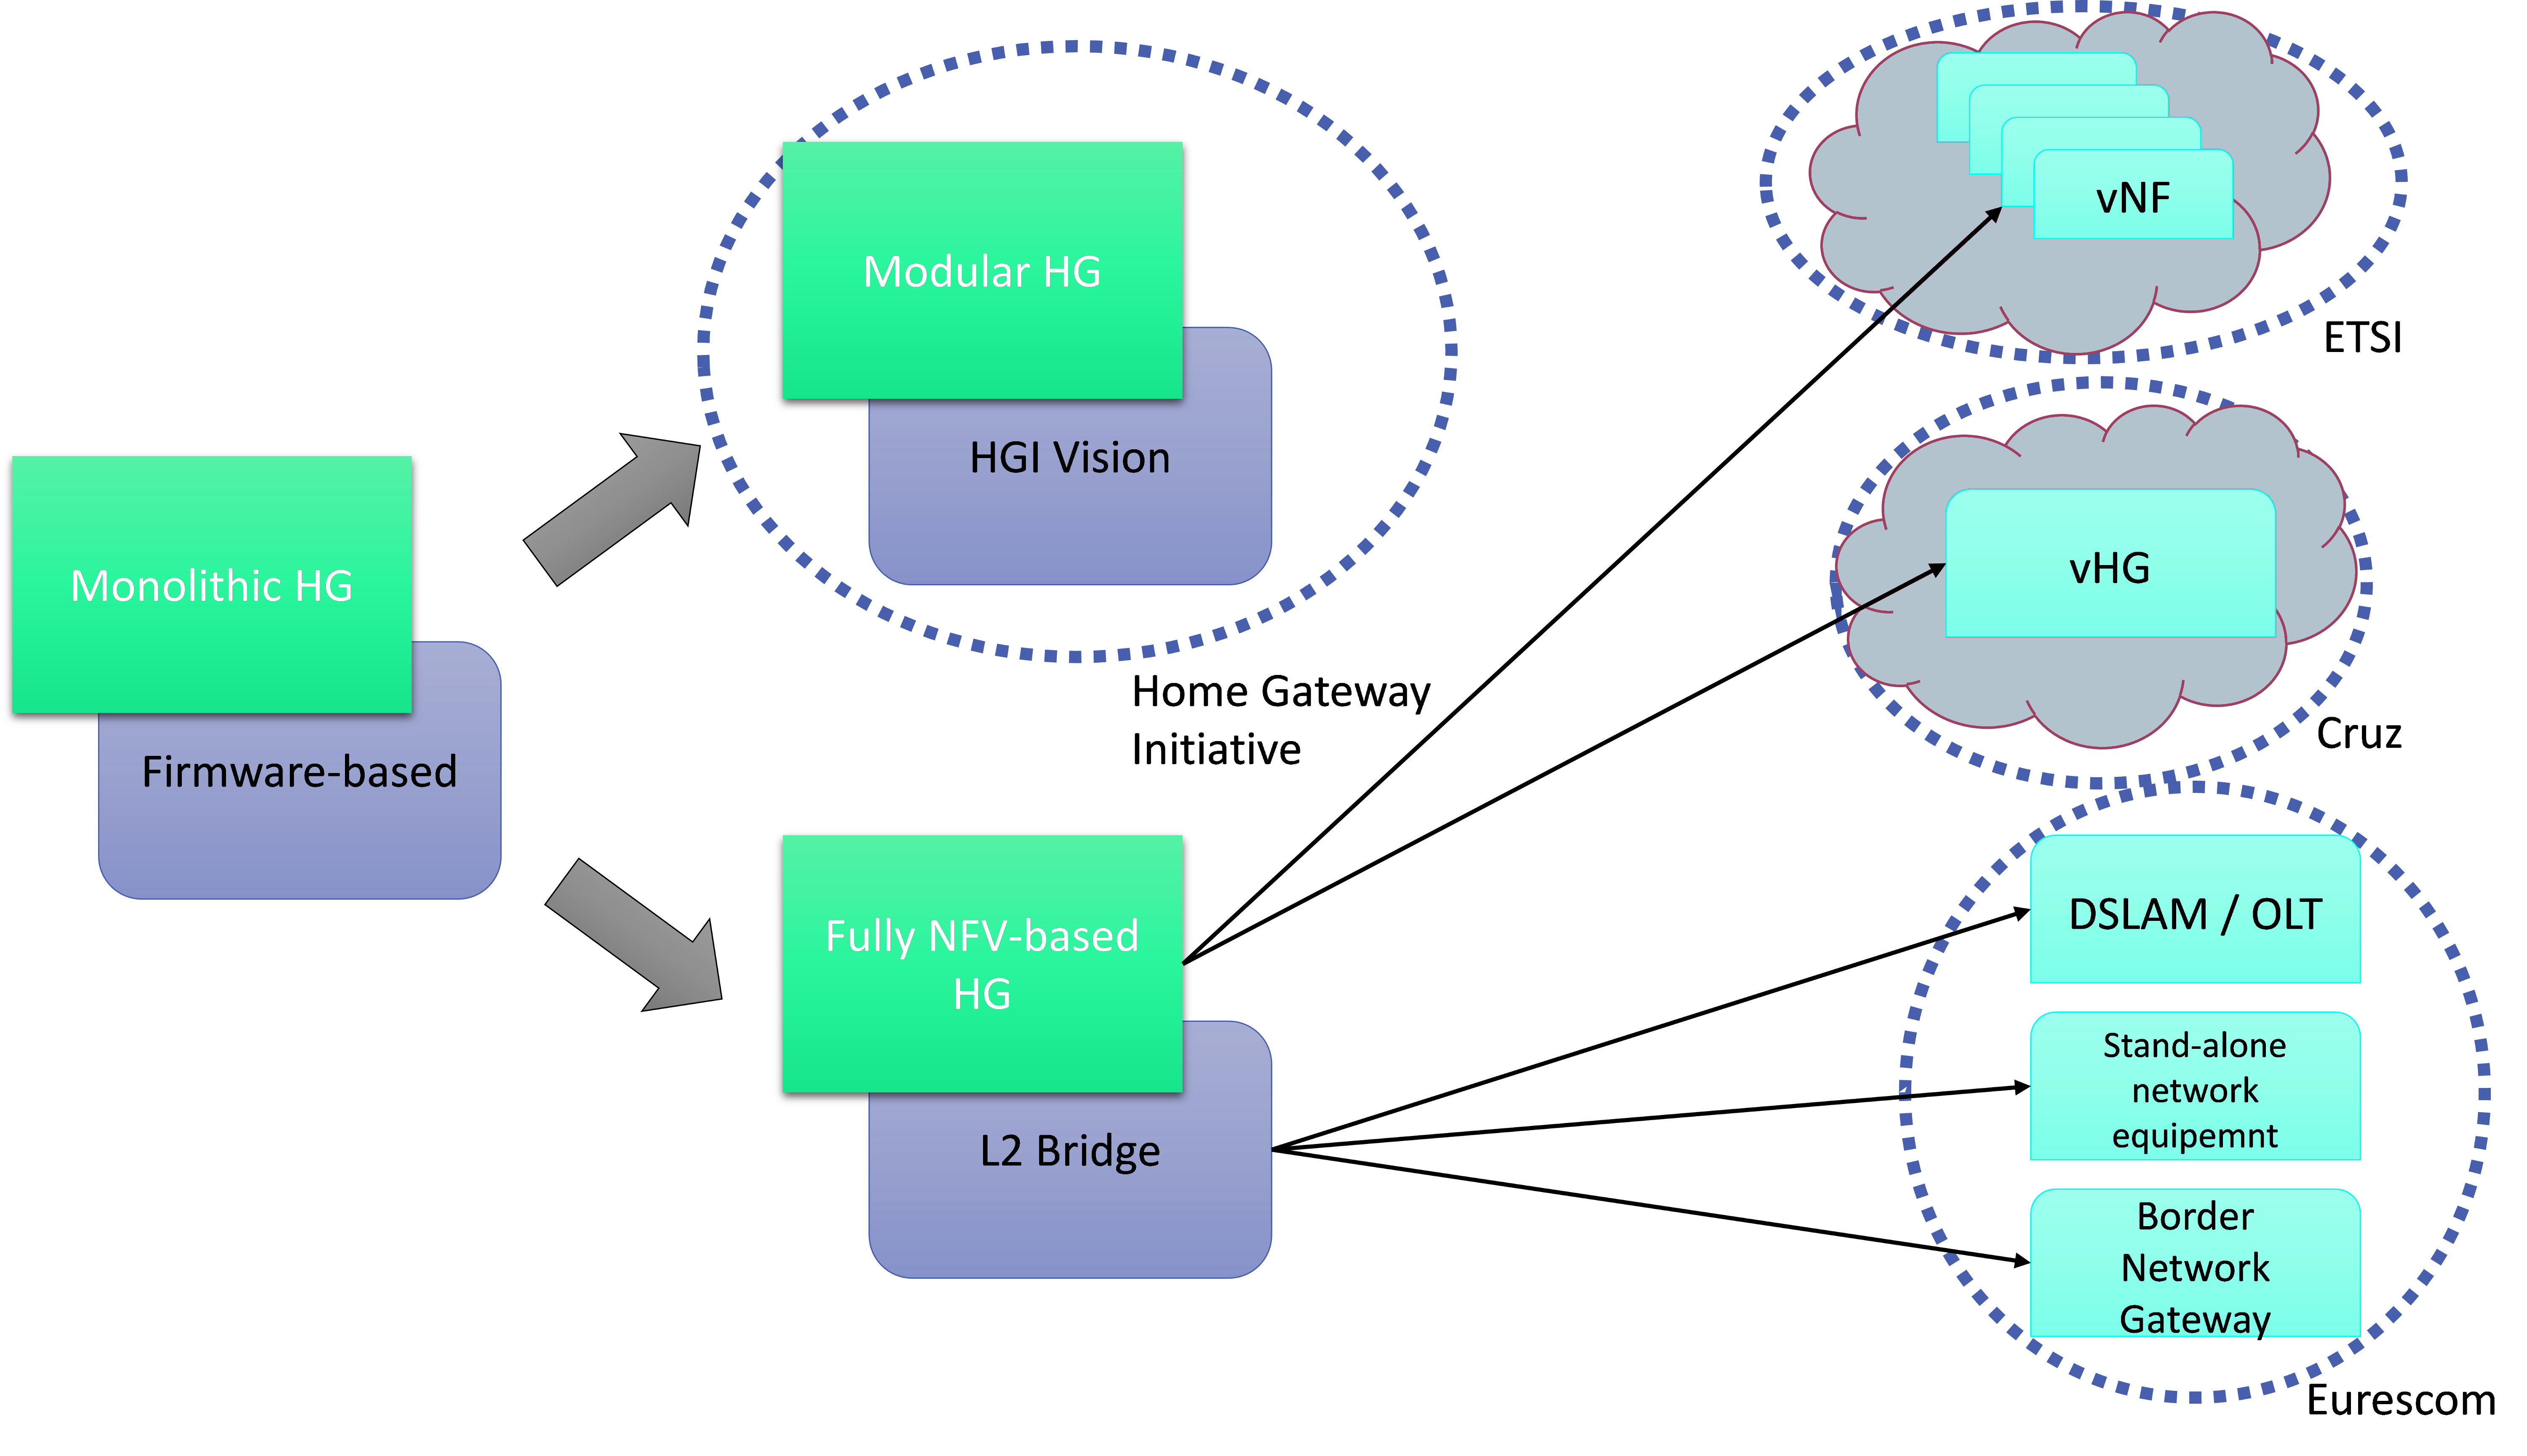 Monolithic HG
Firmware-based
Modular HG
HGI Vision
Home Gateway
Initiative
Fully NFV-based
HG
L2 Bridge
vNF
ETSI
vHG
Cruz
DSLAM / OLT
Stand-alone
network
equipemnt
Border
Network
Gateway
Eurescom